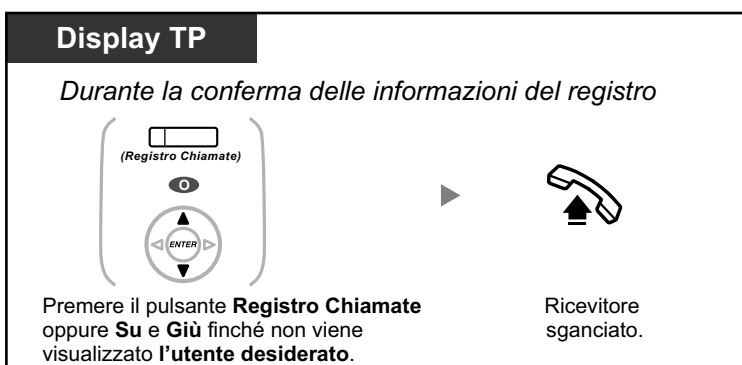 Display TP
Durante la conferma delle informazioni del registro
(Registro Chiamate)
O
ENTER
Premere il pulsante Registro Chiamate
oppure Su e Giù finché non viene
visualizzato l'utente desiderato.
Ricevitore
sganciato.